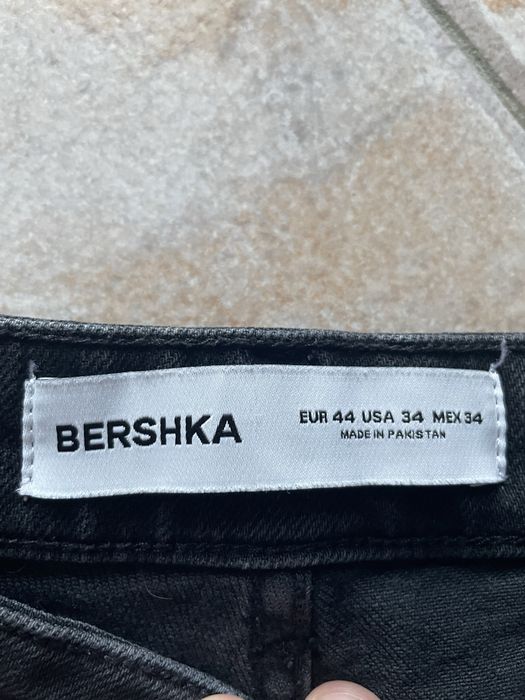 BERSHKA
EUR 44 USA 34 MEX 34
MADE IN PAKISTAN